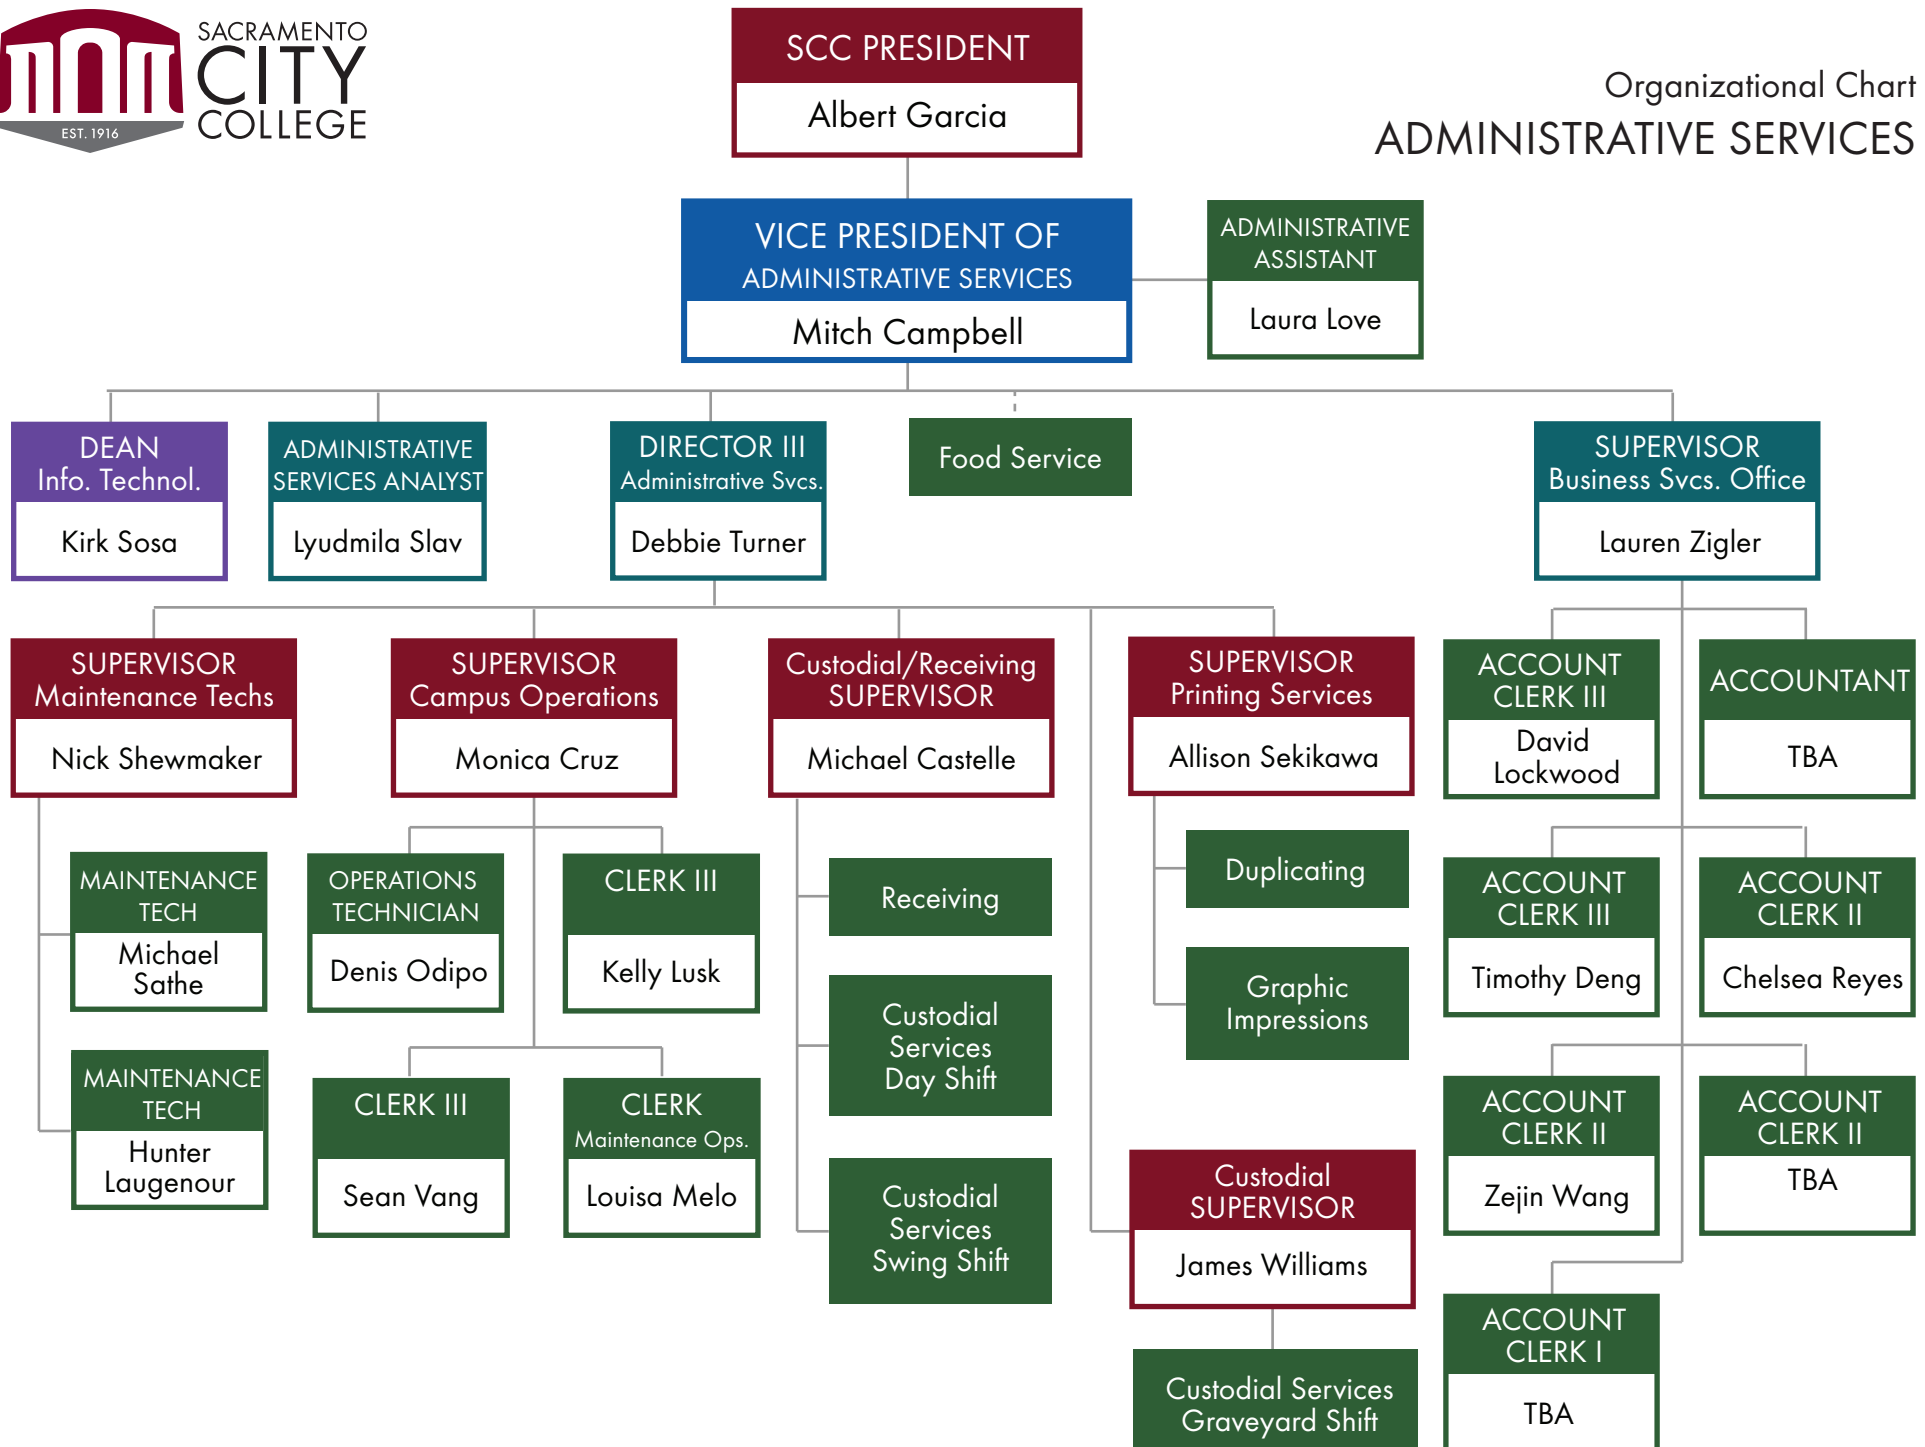 SACRAMENTO
CITY
COLLEGE
EST. 1916
Organizational Chart
ADMINISTRATIVE SERVICES
SCC PRESIDENT
Albert Garcia
VICE PRESIDENT OF
ADMINISTRATIVE SERVICES
Mitch Campbell
ADMINISTRATIVE
ASSISTANT
Laura Love
DEAN
Info. Technol.
Kirk Sosa
ADMINISTRATIVE
SERVICES ANALYST
Lyudmila Slav
DIRECTOR III
Administrative Svcs.
Debbie Turner
Food Service
SUPERVISOR
Business Svcs. Office
Lauren Zigler
SUPERVISOR
Maintenance Techs
Nick Shewmaker
SUPERVISOR
Campus Operations
Monica Cruz
Custodial/Receiving
SUPERVISOR
Michael Castelle
SUPERVISOR
Printing Services
Allison Sekikawa
ACCOUNT
CLERK III
David
Lockwood
ACCOUNTANT
TBA
MAINTENANCE
TECH
Michael
Sathe
OPERATIONS
TECHNICIAN
Denis Odipo
CLERK III
Kelly Lusk
Receiving
Duplicating
ACCOUNT
CLERK III
Timothy Deng
ACCOUNT
CLERK II
Chelsea Reyes
Custodial
Services
Day Shift
Graphic
Impressions
MAINTENANCE
TECH
Hunter
Laugenour
CLERK III
Sean Vang
CLERK
Maintenance Ops.
Louisa Melo
Custodial
Services
Swing Shift
Custodial
SUPERVISOR
James Williams
ACCOUNT
CLERK II
Zejin Wang
ACCOUNT
CLERK II
TBA
Custodial Services
Graveyard Shift
ACCOUNT
CLERK I
TBA